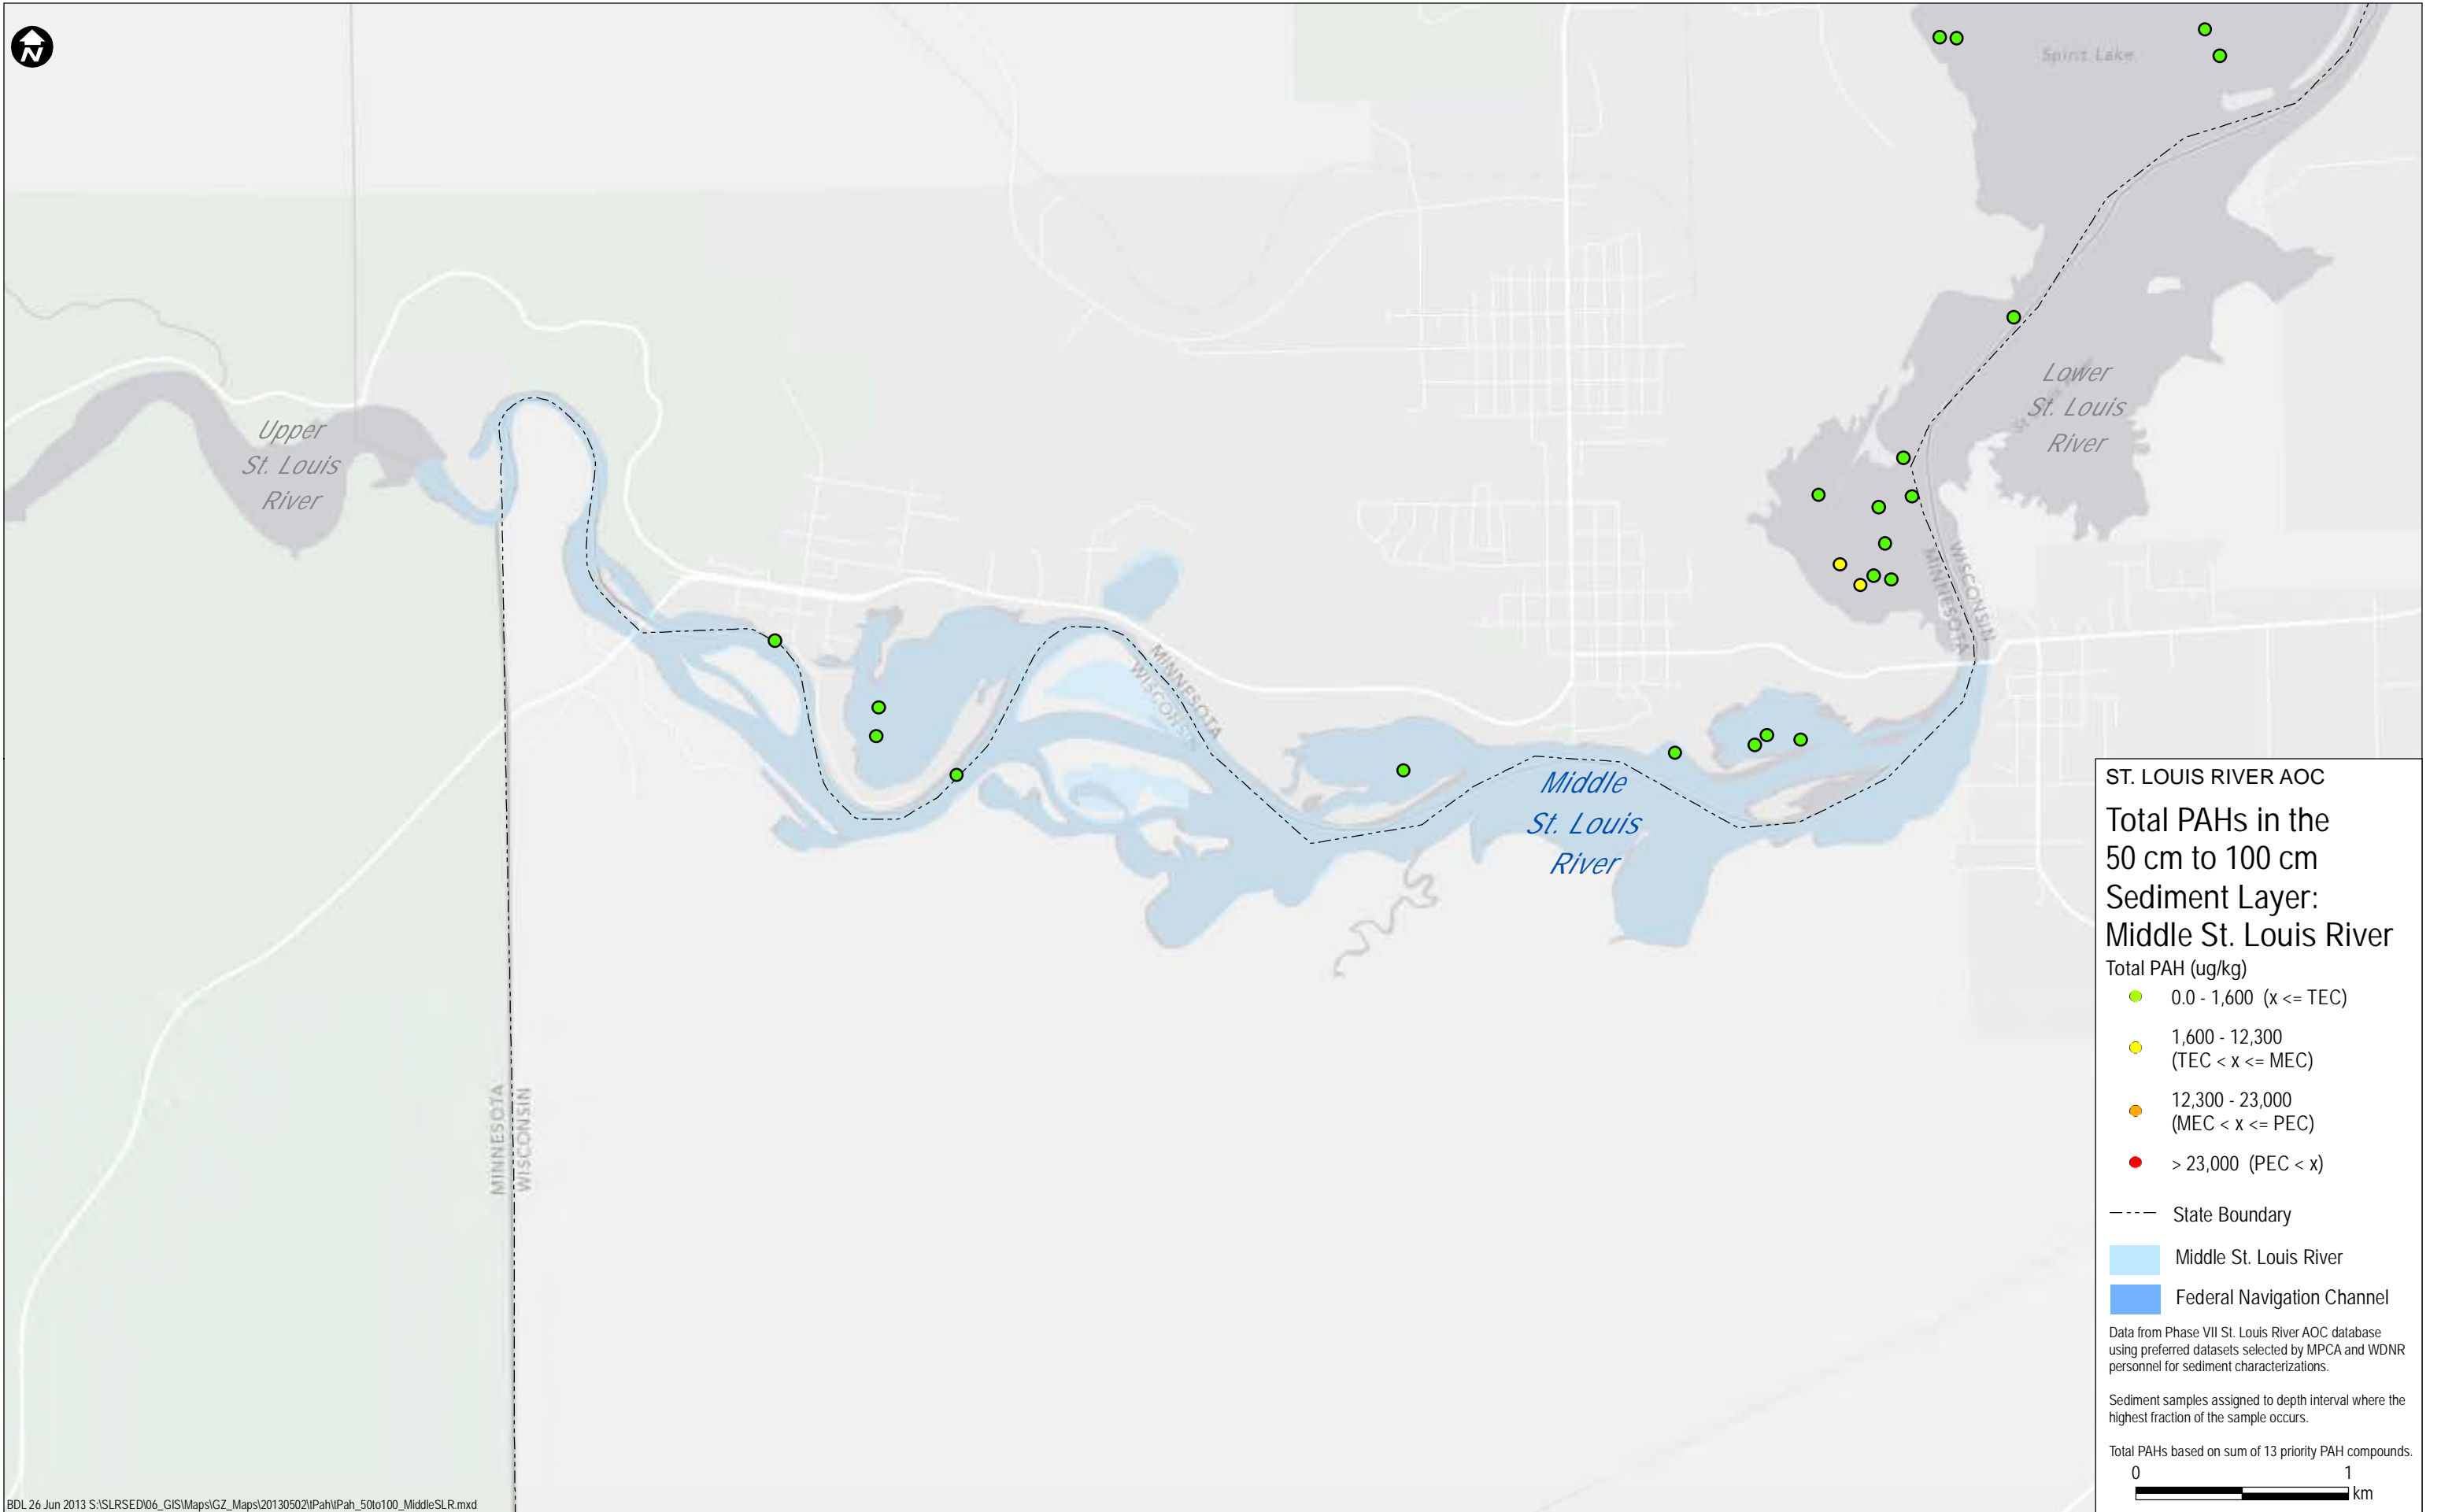 N
Spirit Lake
Upper
St. Louis
River
Lower
St. Louis
River
WISCONSIN
MINNESOTA
MINNESOTA
WISCONSIN
Middle
St. Louis
River
MINNESOTA
WISCONSIN
ST. LOUIS RIVER AOC
Total PAHs in the
50 cm to 100 cm
Sediment Layer:
Middle St. Louis River
Total PAH (ug/kg)
0.0 - 1,600 (x <= TEC)
1,600 - 12,300
(TEC < x <= MEC)
12,300 - 23,000
(MEC < x <= PEC)
> 23,000 (PEC < x)
State Boundary
Middle St. Louis River
Federal Navigation Channel
Data from Phase VII St. Louis River AOC database
using preferred datasets selected by MPCA and WDNR
personnel for sediment characterizations.
Sediment samples assigned to depth interval where the
highest fraction of the sample occurs.
Total PAHs based on sum of 13 priority PAH compounds.
0 1
km
BDL 26 Jun 2013 S:\SLRSED\06_GIS\Maps\GZ_Maps\20130502\tPah\tPah_50to100_MiddleSLR.mxd